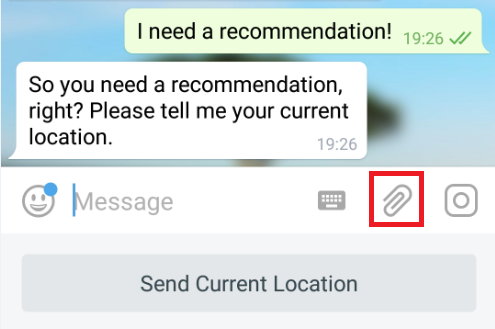 I need a recommendation!
19:26
So you need a recommendation,
right? Please tell me your current
location.
19:26
Message
Send Current Location